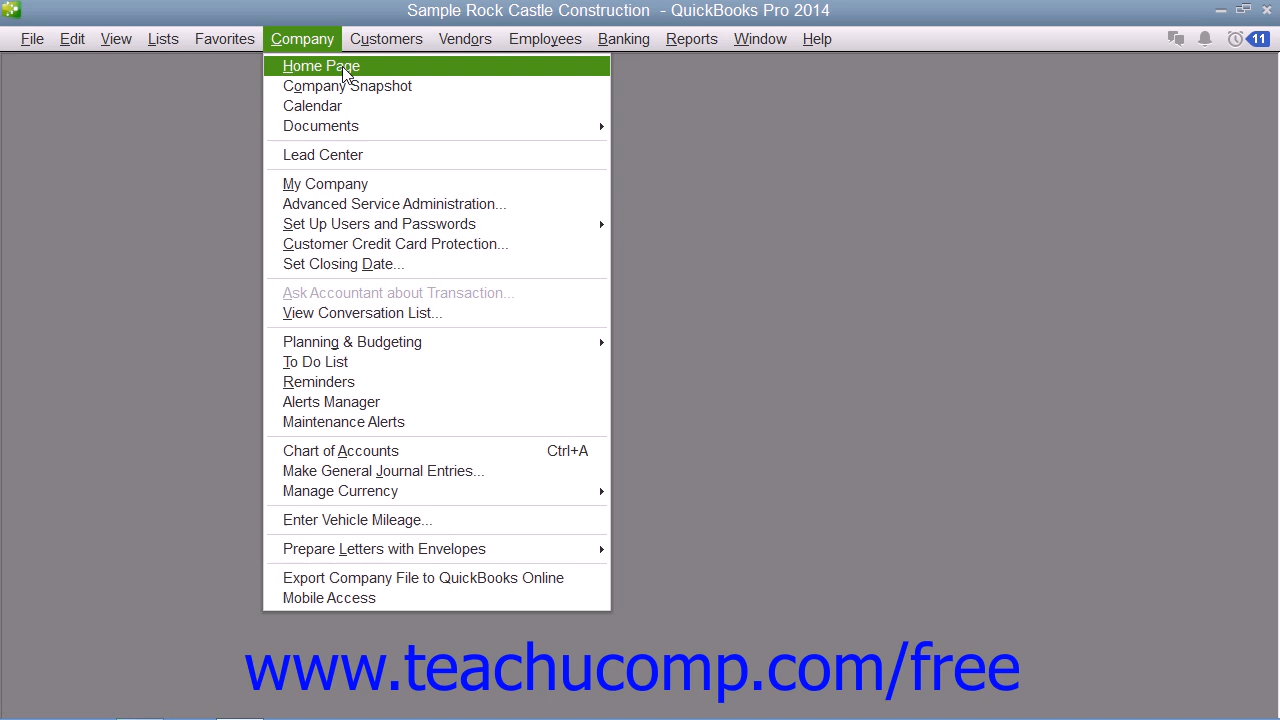 Sample Rock Castle Construction - QuickBooks Pro 2014
File Edit View Lists Favorites Company Customers Vendors Employees Banking Reports Window Help 11
Home Page
Company Snapshot
Calendar
Documents
Lead Center
My Company
Advanced Service Administration...
Set Up Users and Passwords
Customer Credit Card Protection...
Set Closing Date...
Ask Accountant about Transaction...
View Conversation List...
Planning & Budgeting
To Do List
Reminders
Alerts Manager
Maintenance Alerts
Chart of Accounts Ctrl+A
Make General Journal Entries...
Manage Currency
Enter Vehicle Mileage...
Prepare Letters with Envelopes
Export Company File to QuickBooks Online
Mobile Access
www.teachucomp.com/free